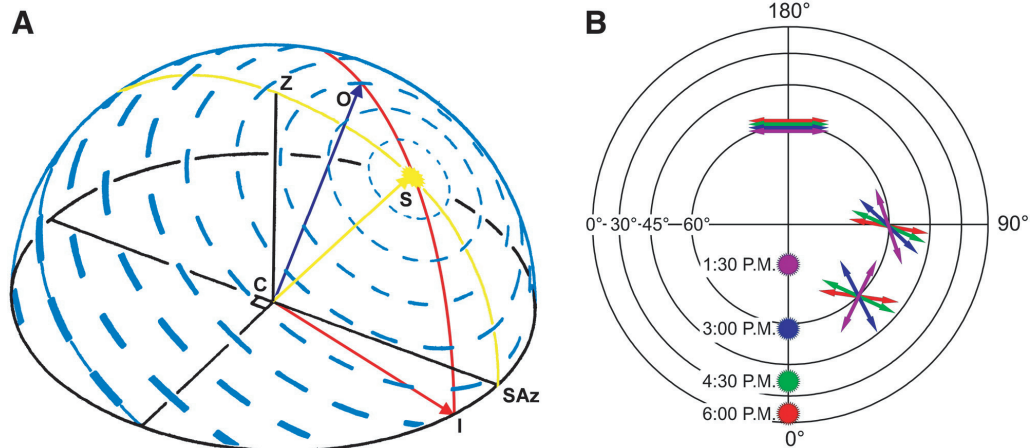 A
Z
O
S
C
SAz
I
B
180°
0°-30°-45°-60°
90°
1:30 P.M.
3:00 P.M.
4:30 P.M.
6:00 P.M.
0°